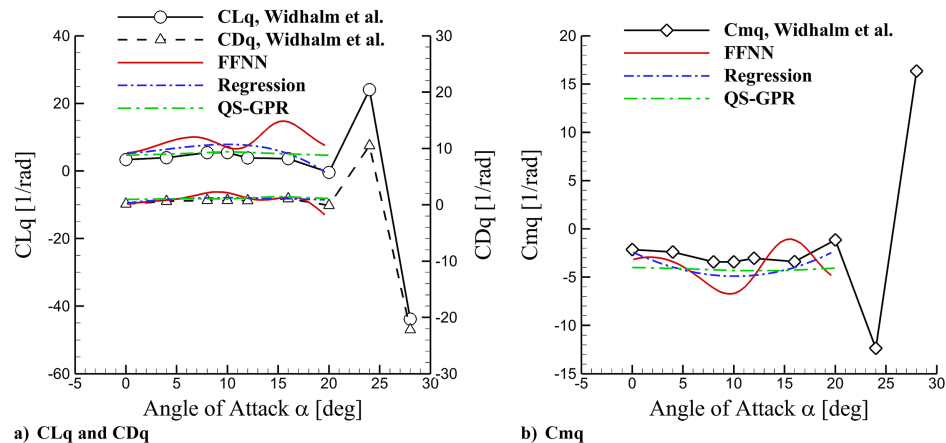 CLq, Widhalm et al.
CDq, Widhalm et al.
FFNN
Regression
QS-GPR
40
20
0
-20
-40
-60
CLq [1/rad]
30
20
10
0
-10
-20
-30
CDq [1/rad]
-5 0 5 10 15 20 25 30
Angle of Attack α [deg]
a) CLq and CDq
Cmq, Widhalm et al.
FFNN
Regression
QS-GPR
20
15
10
5
0
-5
-10
-15
Cmq [1/rad]
-5 0 5 10 15 20 25 30
Angle of Attack α [deg]
b) Cmq